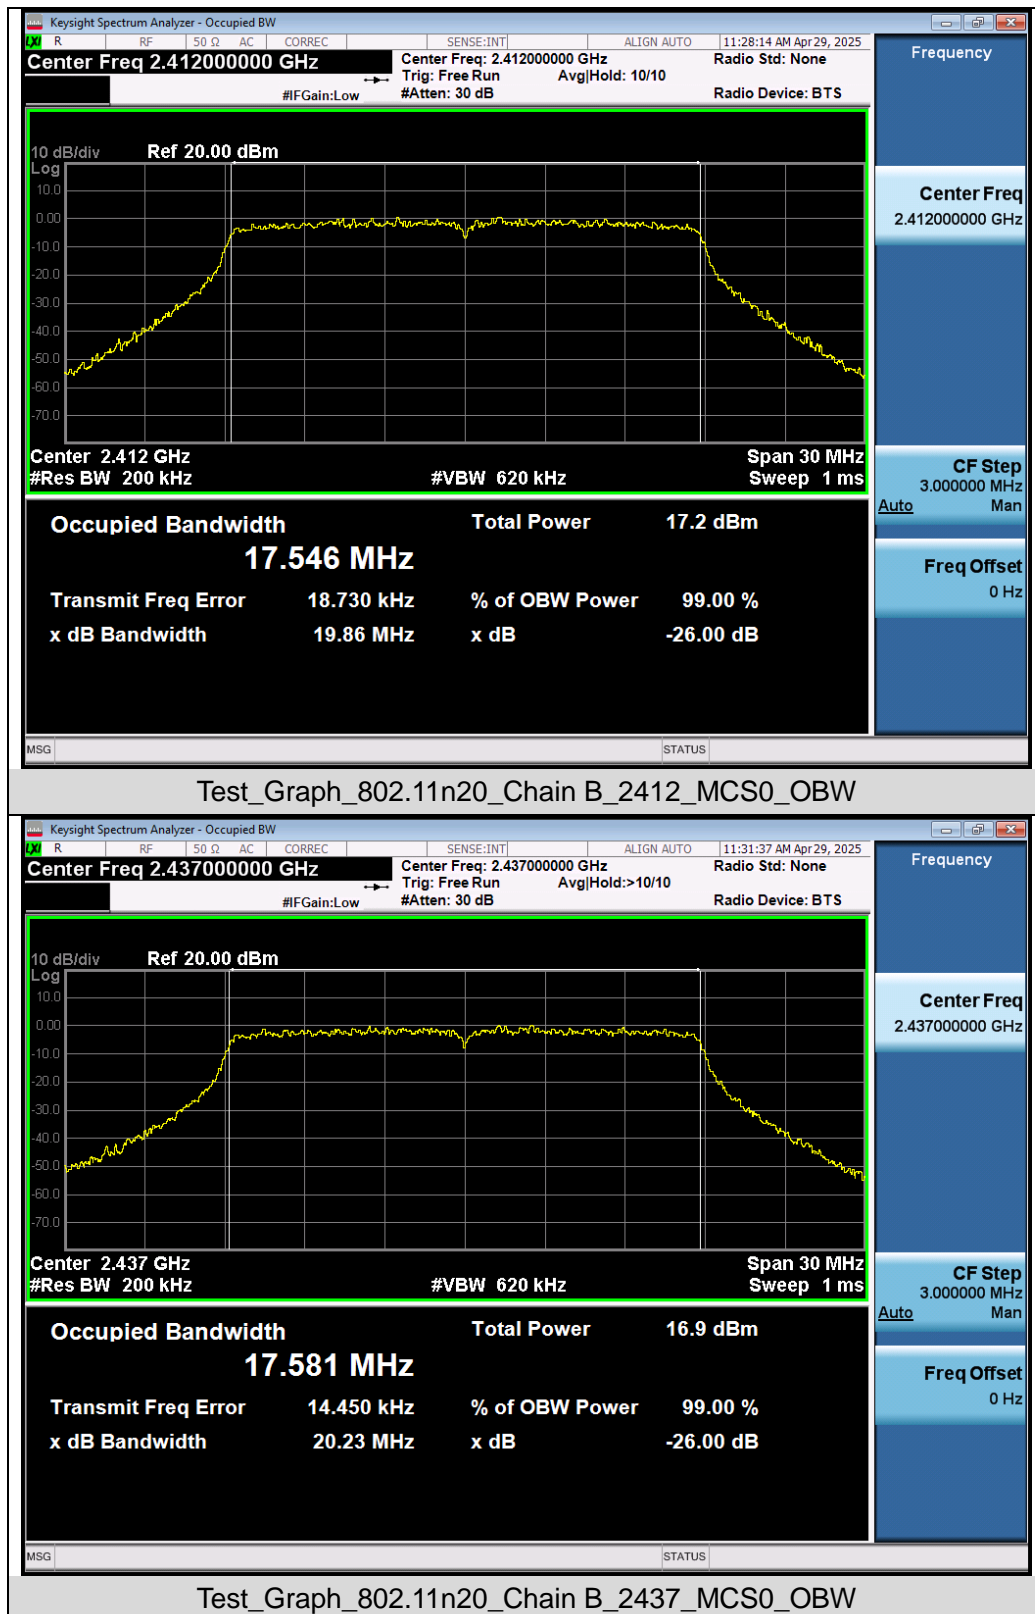 Keysight Spectrum Analyzer - Occupied BW
LXI R RF 50 Ω AC CORREC SENSE:INT ALIGN AUTO 11:28:14 AM Apr 29, 2025
Center Freq 2.412000000 GHz
Center Freq: 2.412000000 GHz
Radio Std: None
Trig: Free Run Avg|Hold: 10/10
#IFGain:Low #Atten: 30 dB Radio Device: BTS
Frequency
10 dB/div Ref 20.00 dBm
Log
10.0
0.00
-10.0
-20.0
-30.0
-40.0
-50.0
-60.0
-70.0
Center 2.412 GHz Span 30 MHz
#Res BW 200 kHz #VBW 620 kHz Sweep 1 ms
Center Freq
2.412000000 GHz
CF Step
3.000000 MHz
Auto Man
Freq Offset
0 Hz
Occupied Bandwidth Total Power 17.2 dBm
17.546 MHz
Transmit Freq Error 18.730 kHz % of OBW Power 99.00 %
x dB Bandwidth 19.86 MHz x dB -26.00 dB
MSG STATUS
Test_Graph_802.11n20_Chain B_2412_MCS0_OBW
Keysight Spectrum Analyzer - Occupied BW
LXI R RF 50 Ω AC CORREC SENSE:INT ALIGN AUTO 11:31:37 AM Apr 29, 2025
Center Freq 2.437000000 GHz
Center Freq: 2.437000000 GHz
Radio Std: None
Trig: Free Run Avg|Hold:>10/10
#IFGain:Low #Atten: 30 dB Radio Device: BTS
Frequency
10 dB/div Ref 20.00 dBm
Log
10.0
0.00
-10.0
-20.0
-30.0
-40.0
-50.0
-60.0
-70.0
Center 2.437 GHz Span 30 MHz
#Res BW 200 kHz #VBW 620 kHz Sweep 1 ms
Center Freq
2.437000000 GHz
CF Step
3.000000 MHz
Auto Man
Freq Offset
0 Hz
Occupied Bandwidth Total Power 16.9 dBm
17.581 MHz
Transmit Freq Error 14.450 kHz % of OBW Power 99.00 %
x dB Bandwidth 20.23 MHz x dB -26.00 dB
MSG STATUS
Test_Graph_802.11n20_Chain B_2437_MCS0_OBW